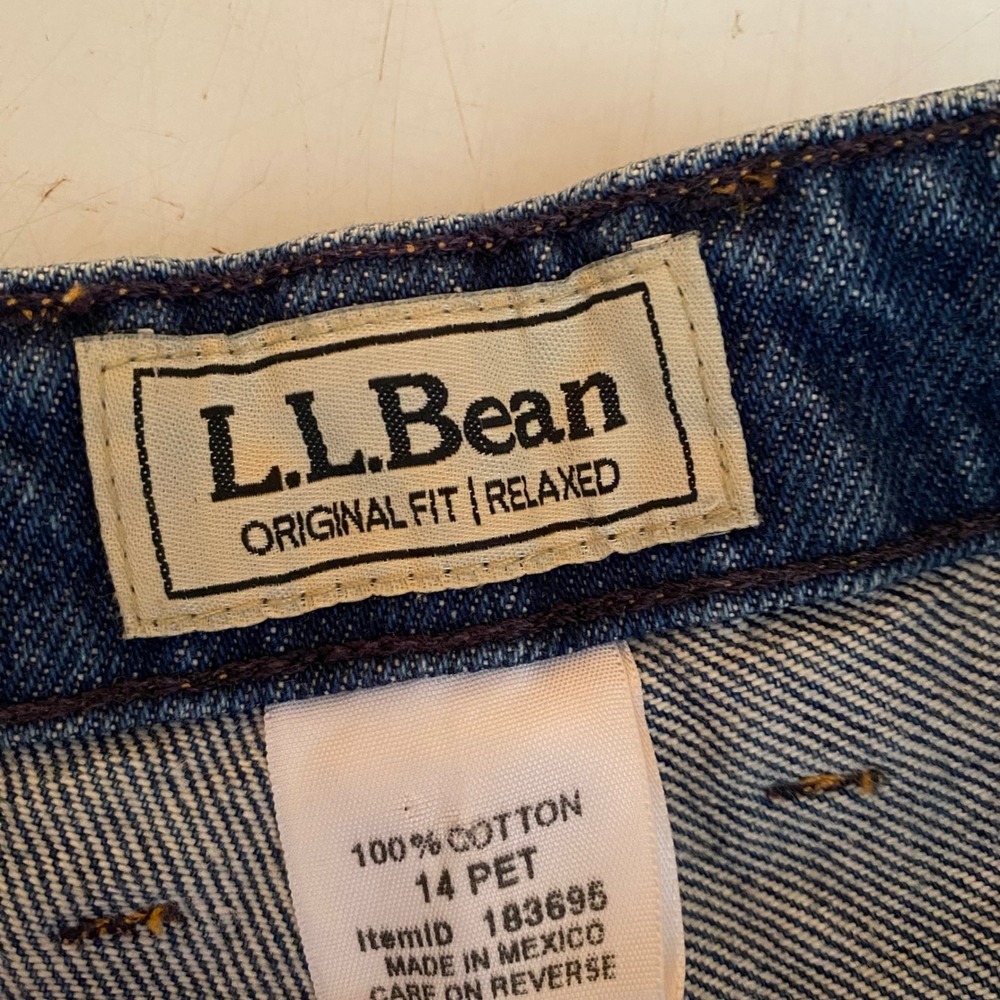 L.L.Bean
ORIGINAL FIT | RELAXED
100% COTTON
14 PET
ItemID 183695
MADE IN MEXICO
CARE ON REVERSE